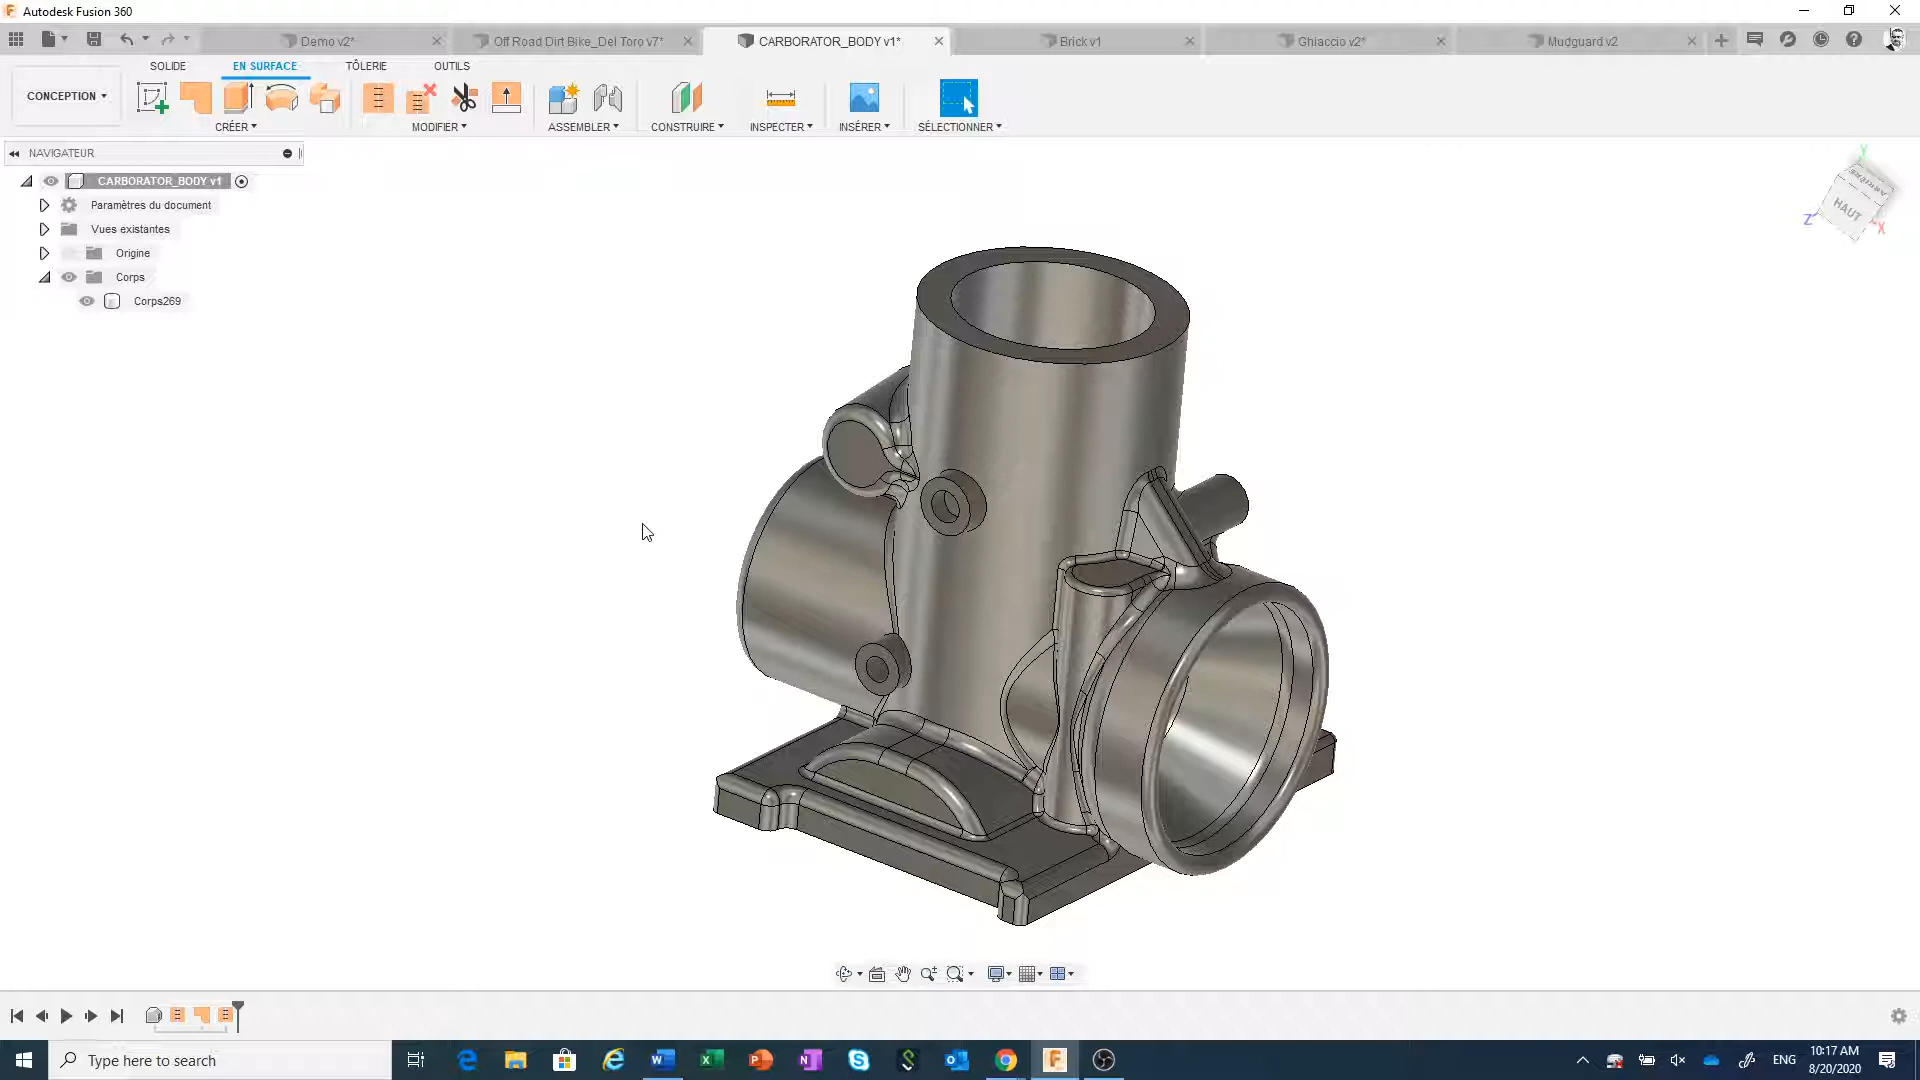 Autodesk Fusion 360
Demo v2*
Off Road Dirt Bike_Del Toro v7*
CARBORATOR_BODY v1*
Brick v1
Ghiaccio v2*
Mudguard v2
SOLIDE
EN SURFACE
TÔLERIE
OUTILS
CONCEPTION
CRÉER
MODIFIER
ASSEMBLER
CONSTRUIRE
INSPECTER
INSÉRER
SÉLECTIONNER
NAVIGATEUR
CARBORATOR_BODY v1
Paramètres du document
Vues existantes
Origine
Corps
Corps269
Y
HAUT
Z
X
Type here to search
ENG
10:17 AM
8/20/2020